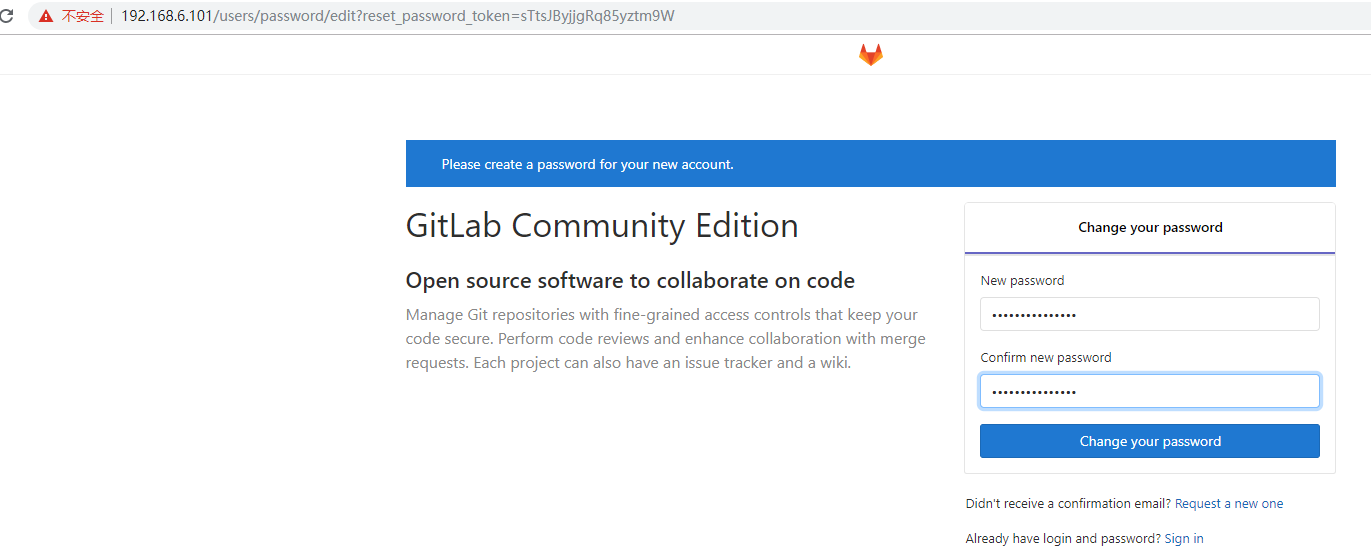 不安全 192.168.6.101/users/password/edit?reset_password_token=sTtsJByjjgRq85yztm9W
Please create a password for your new account.
GitLab Community Edition
Open source software to collaborate on code
Manage Git repositories with fine-grained access controls that keep your
code secure. Perform code reviews and enhance collaboration with merge
requests. Each project can also have an issue tracker and a wiki.
Change your password
New password
•••••••••••••••
Confirm new password
•••••••••••••••
Change your password
Didn't receive a confirmation email? Request a new one
Already have login and password? Sign in